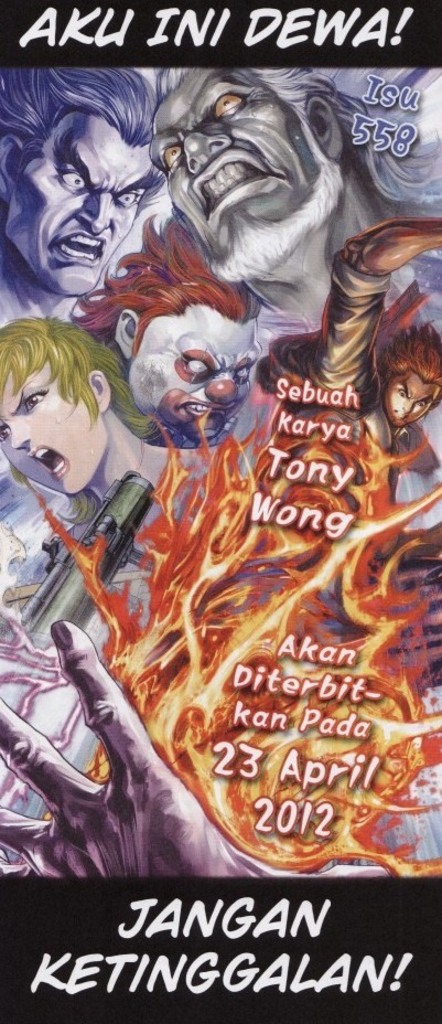 AKU INI DEWA!
Isu
558
Sebuah
Karya
Tony
Wong
Akan
Diterbit-
kan Pada
23 April
2012
JANGAN
KETINGGALAN!